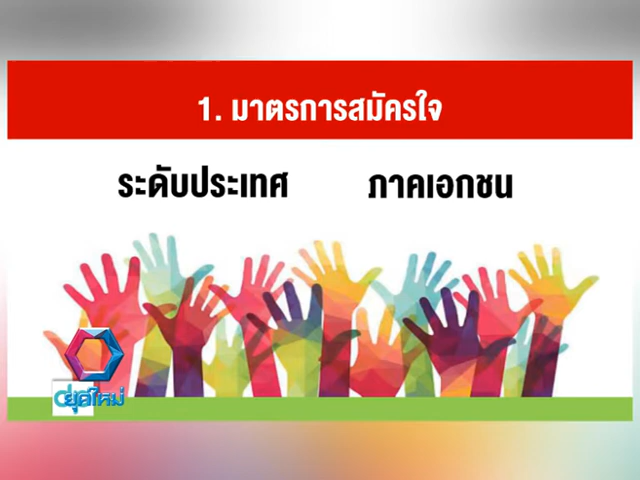 1. มาตรการสมัครใจ
ระดับประเทศ ภาคเอกชน
ยุคใหม่